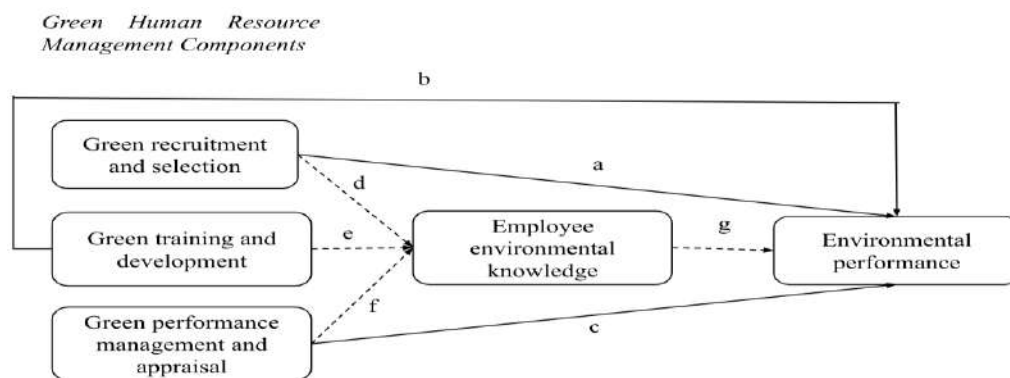 Green Human Resource
Management Components
b
Green recruitment
and selection
a
d
Green training and
development
e
Employee
environmental
knowledge
g
Environmental
performance
f
Green performance
management and
appraisal
c